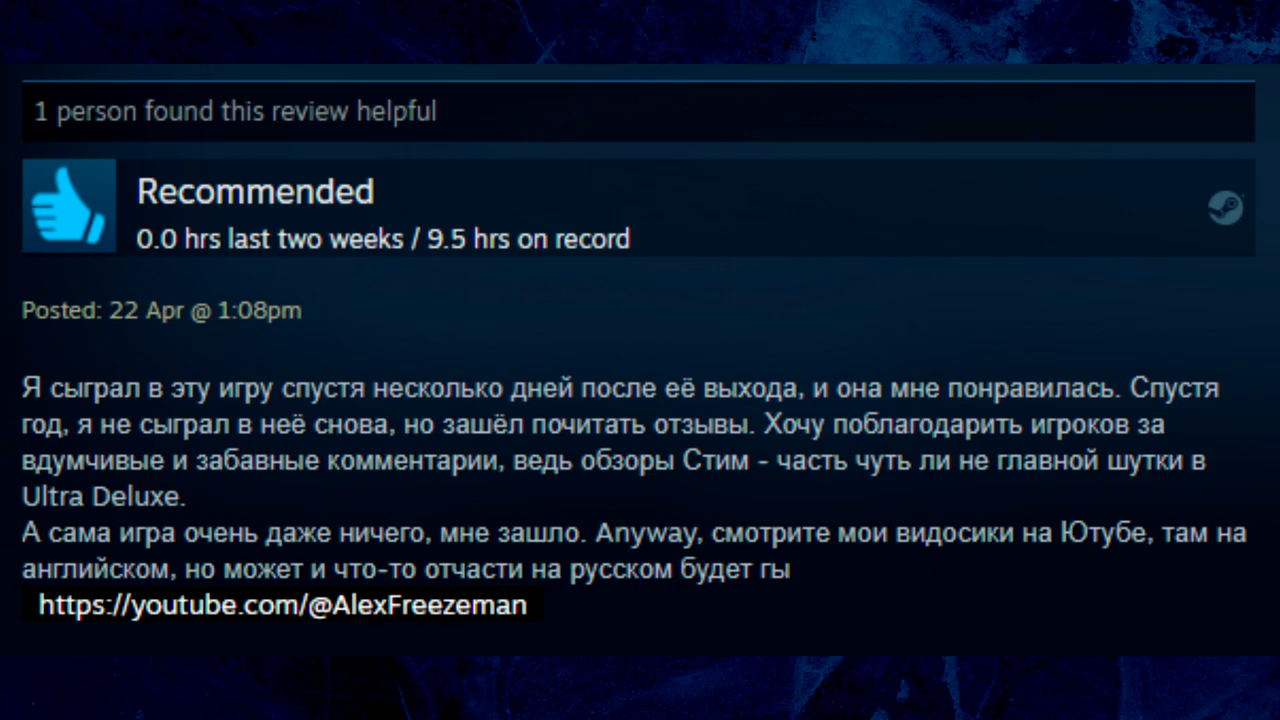 1 person found this review helpful
Recommended
0.0 hrs last two weeks / 9.5 hrs on record
Posted: 22 Apr @ 1:08pm
Я сыграл в эту игру спустя несколько дней после её выхода, и она мне понравилась. Спустя
год, я не сыграл в неё снова, но зашёл почитать отзывы. Хочу поблагодарить игроков за
вдумчивые и забавные комментарии, ведь обзоры Стим - часть чуть ли не главной шутки в
Ultra Deluxe.
А сама игра очень даже ничего, мне зашло. Anyway, смотрите мои видосики на Ютубе, там на
английском, но может и что-то отчасти на русском будет гы
https://youtube.com/@AlexFreezeman